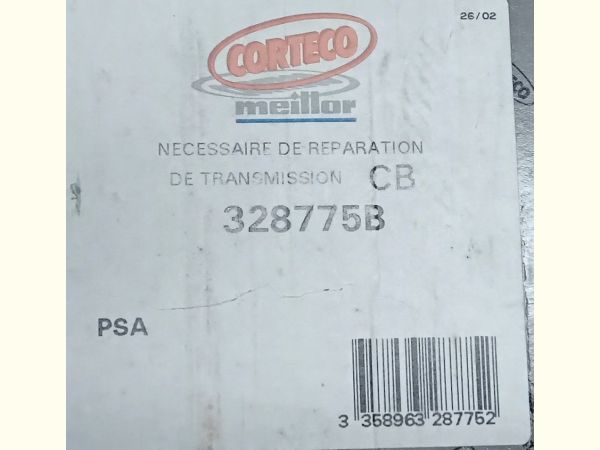 26/02
CORTECO
meillor
NECESSAIRE DE REPARATION
DE TRANSMISSION CB
328775B
PSA
3 358963 287752